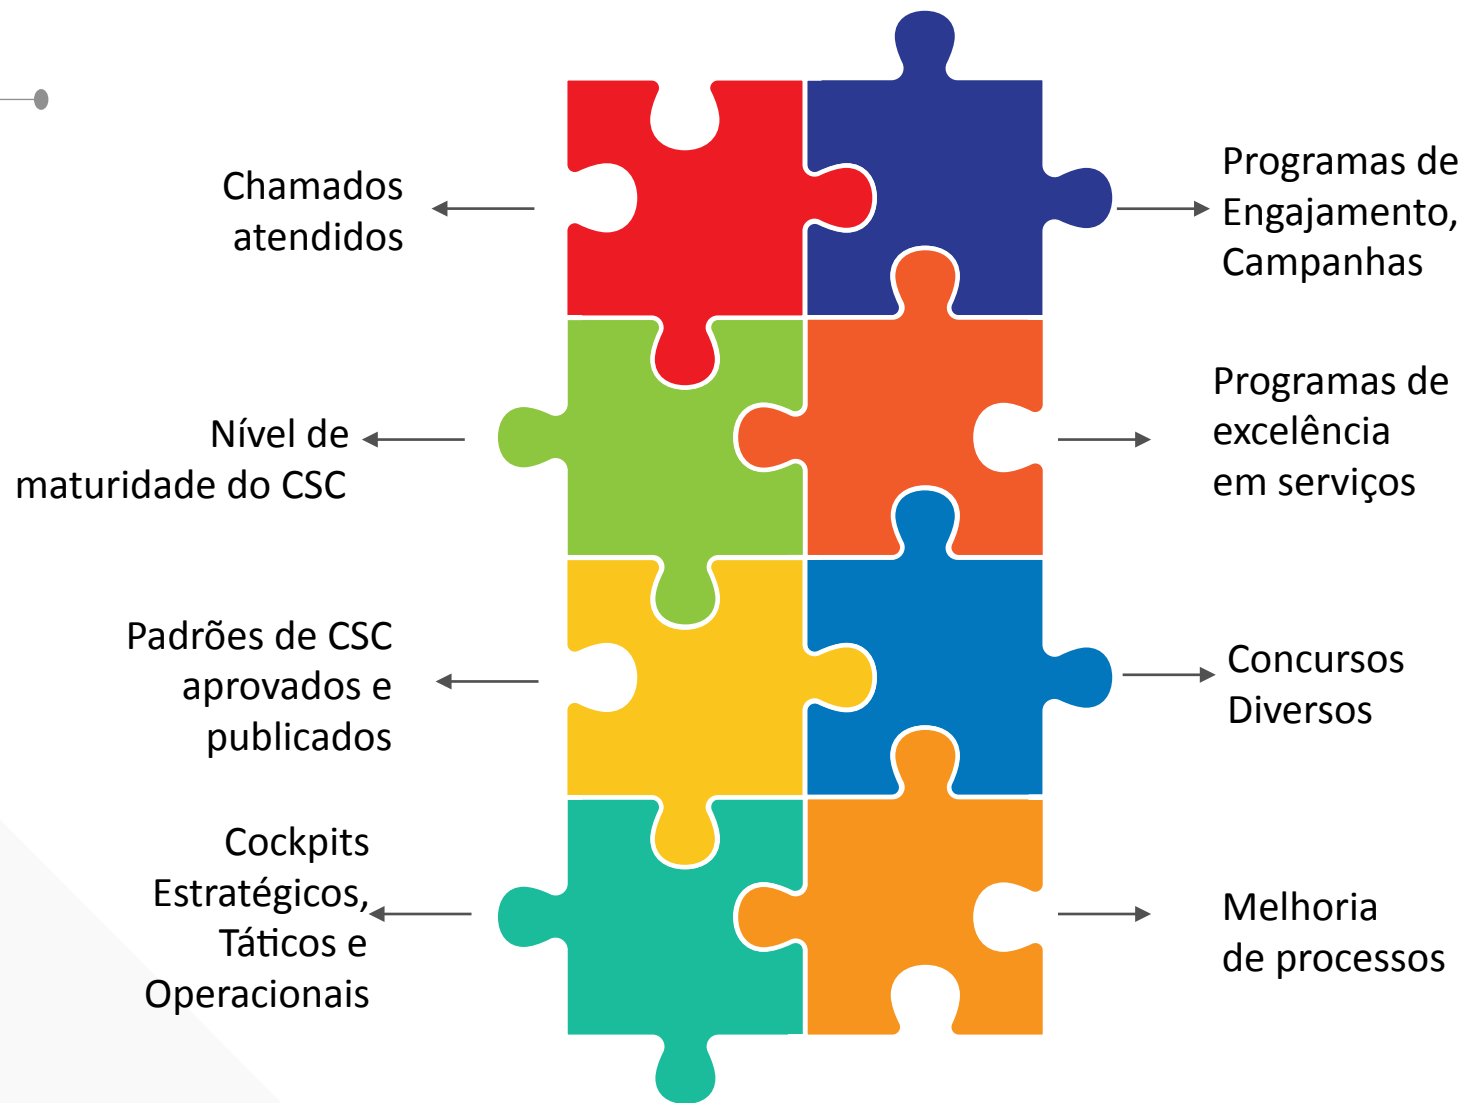 Chamados
atendidos
Programas de
Engajamento,
Campanhas
Nível de
maturidade do CSC
Programas de
excelência
em serviços
Padrões de CSC
aprovados e
publicados
Concursos
Diversos
Cockpits
Estratégicos,
Táticos e
Operacionais
Melhoria
de processos